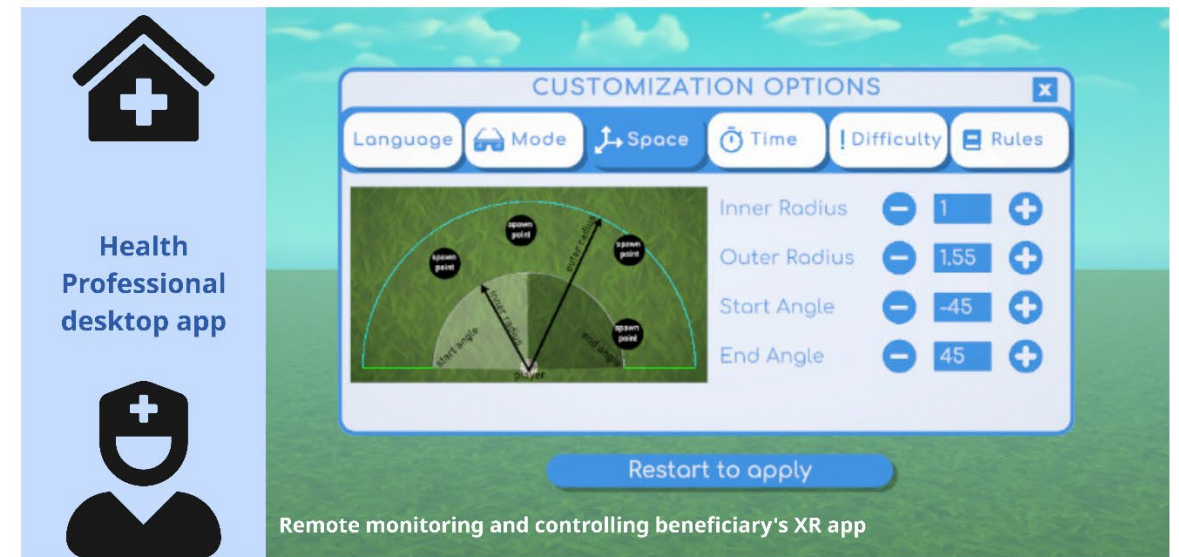 Health
Professional
desktop app
CUSTOMIZATION OPTIONS
x
Language
Mode
Space
Time
Difficulty
Rules
spawn
point
spawn
point
spawn
point
spawn
point
outer radius
inner radius
start angle
end angle
player
Inner Radius
1
Outer Radius
1.55
Start Angle
-45
End Angle
45
Restart to apply
Remote monitoring and controlling beneficiary's XR app